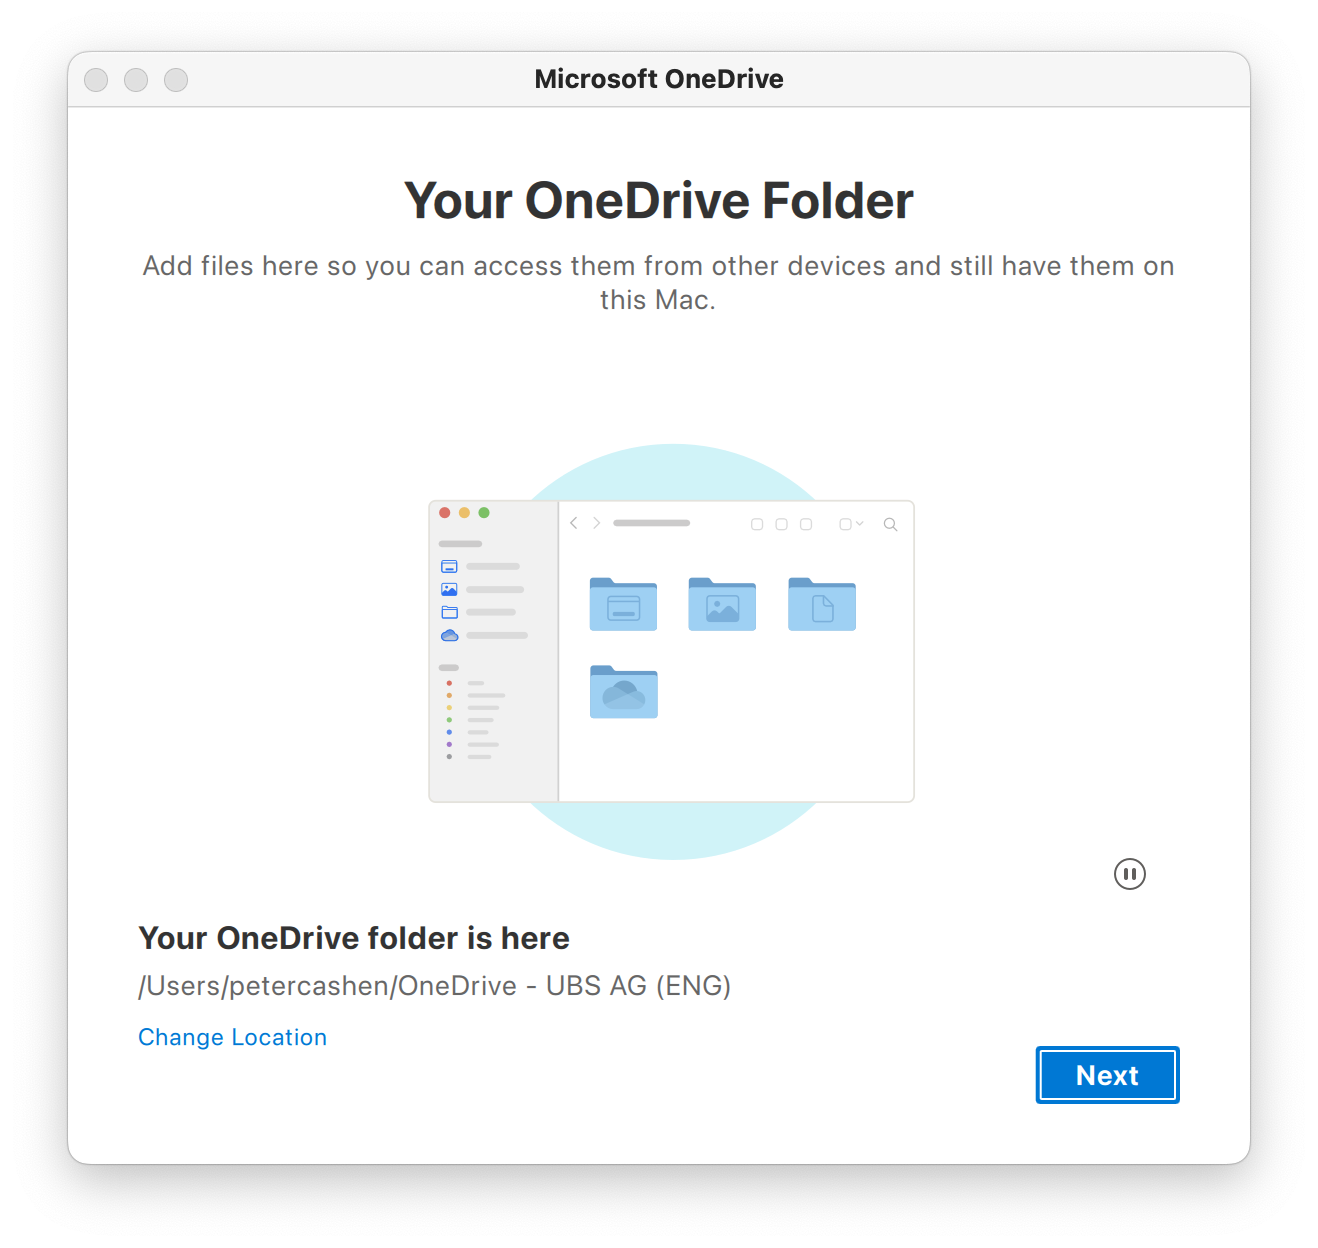 Microsoft OneDrive
Your OneDrive Folder
Add files here so you can access them from other devices and still have them on
this Mac.
Your OneDrive folder is here
/Users/petercashen/OneDrive - UBS AG (ENG)
Change Location
Next